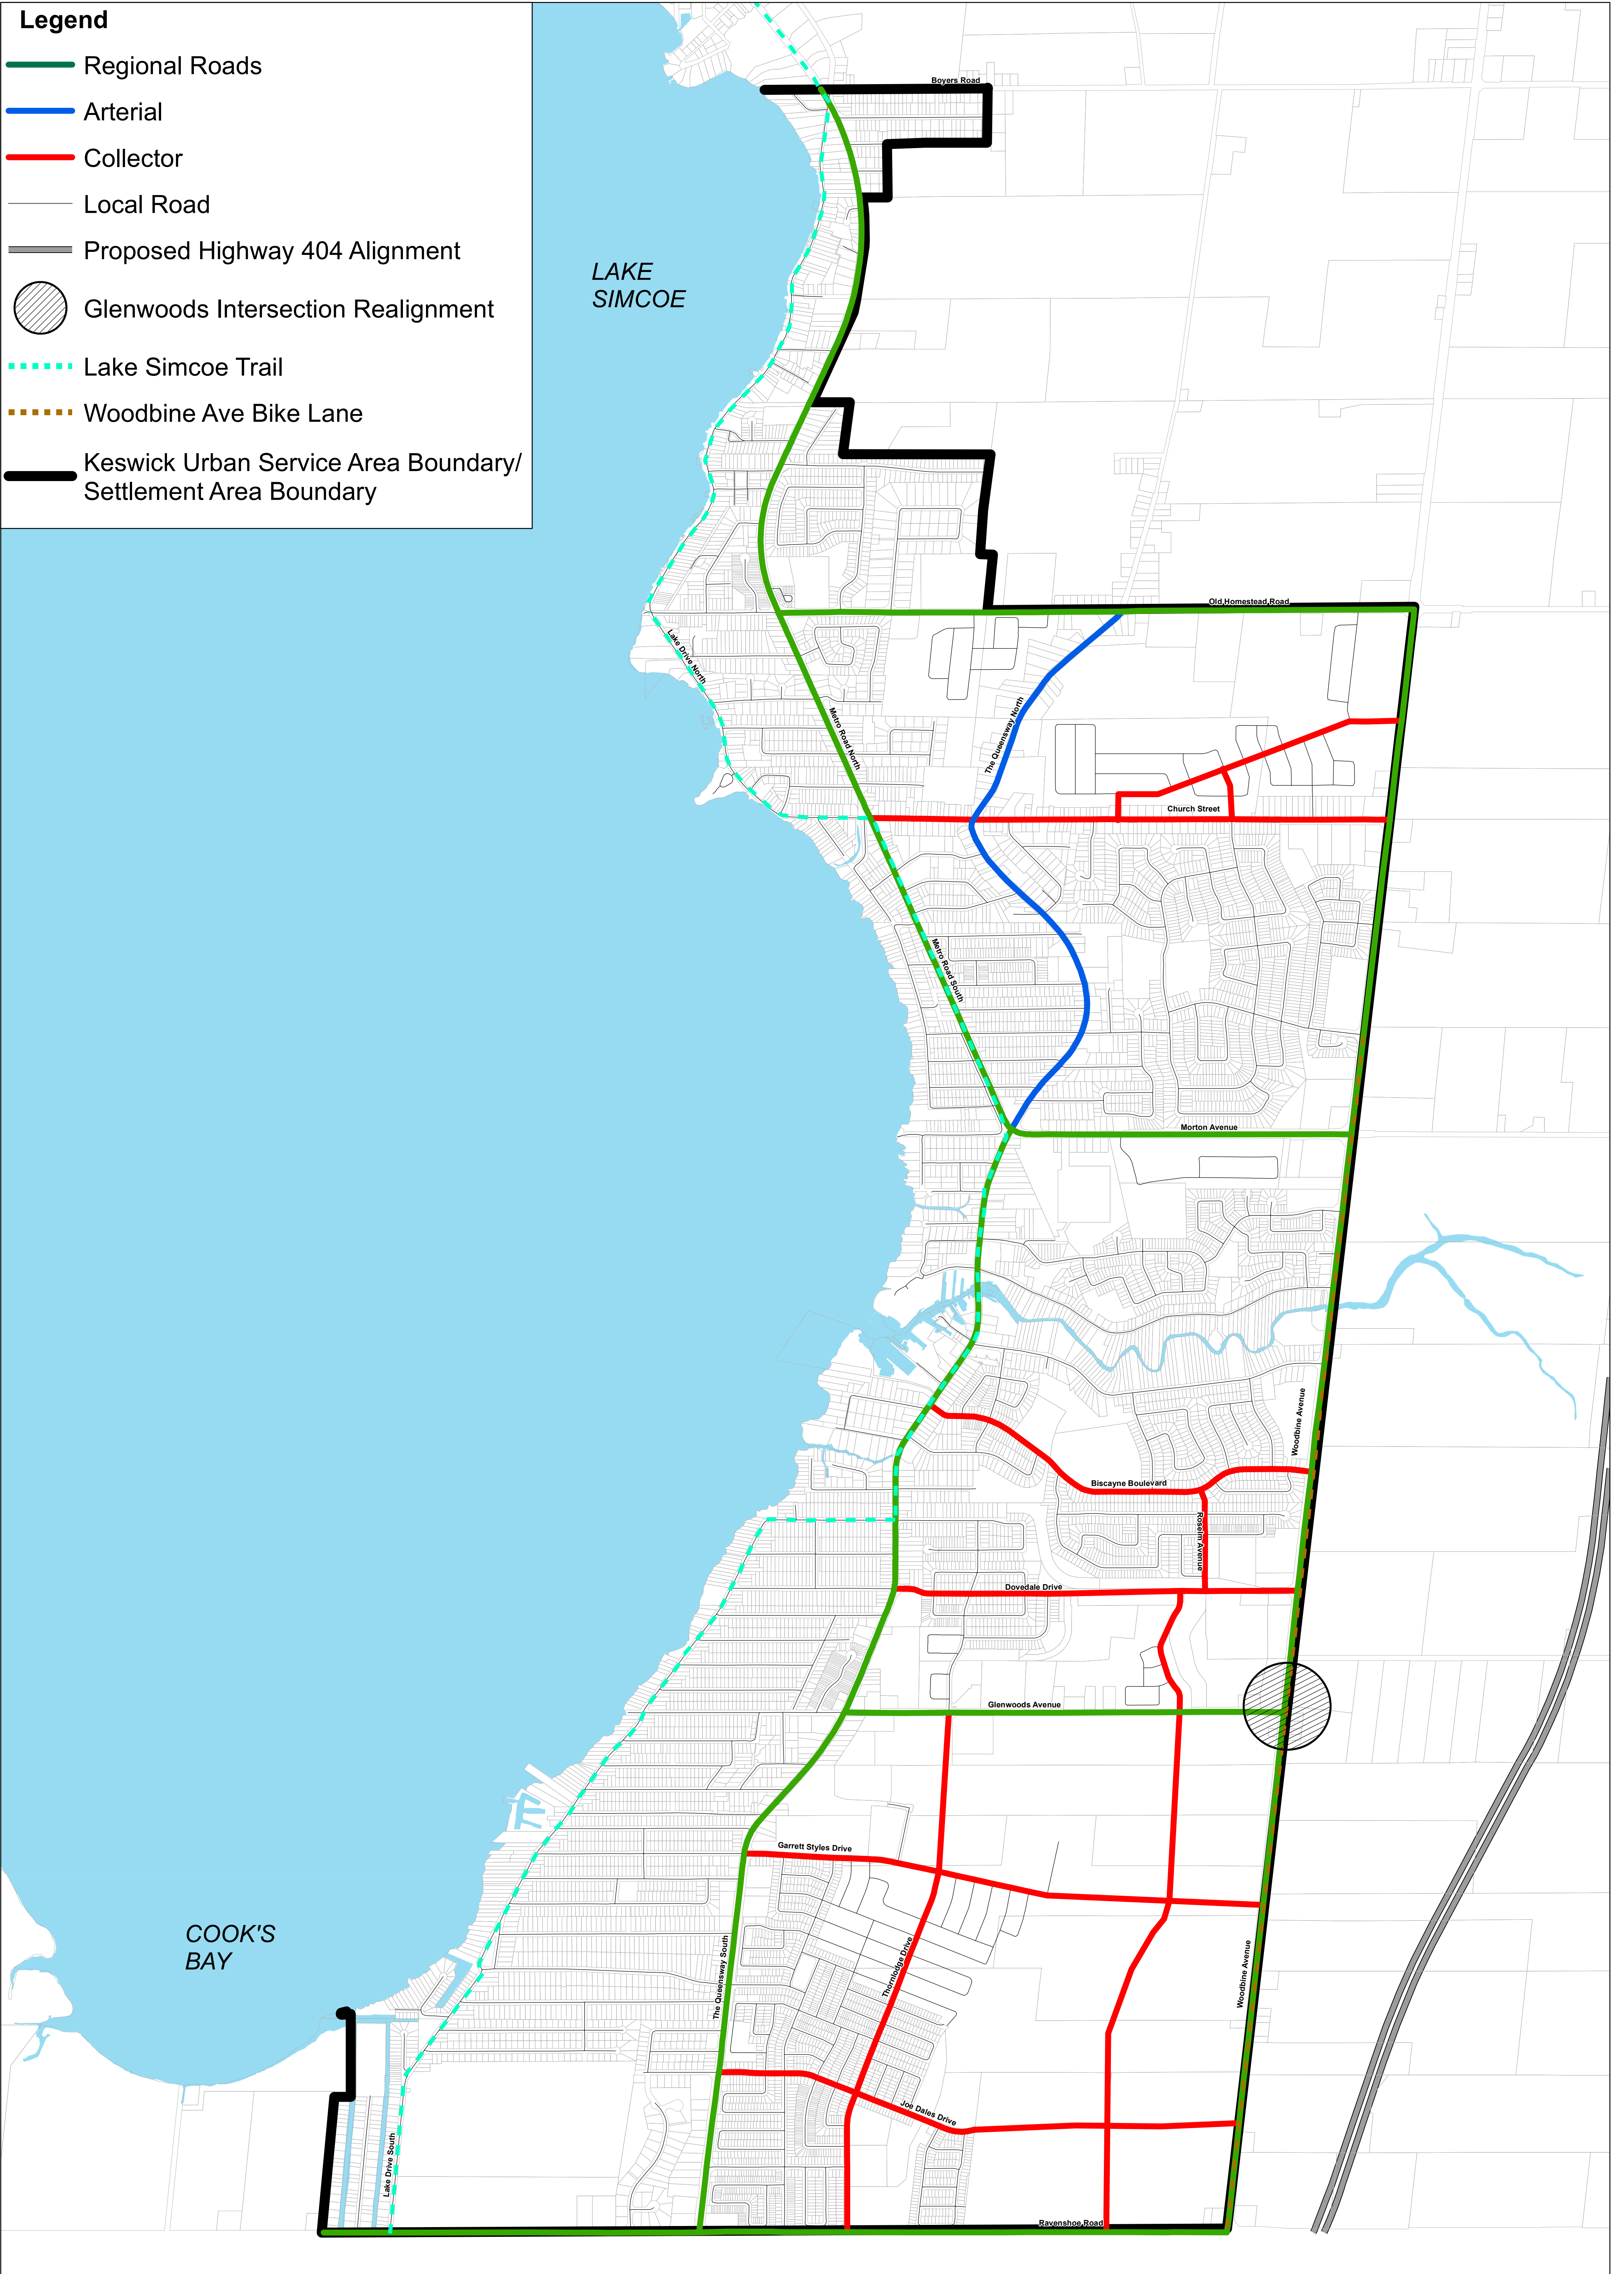 Legend
Regional Roads
Arterial
Collector
Local Road
Proposed Highway 404 Alignment
Glenwoods Intersection Realignment
Lake Simcoe Trail
Woodbine Ave Bike Lane
Keswick Urban Service Area Boundary/
Settlement Area Boundary
Boyers Road
LAKE
SIMCOE
Old Homestead Road
Lake Drive North
The Queensway North
Metro Road North
Church Street
Metro Road South
Morton Avenue
Woodbine Avenue
Biscayne Boulevard
Roselm Avenue
Dovedale Drive
Glenwoods Avenue
Garrett Styles Drive
COOK'S
BAY
The Queensway South
Thornlodge Drive
Woodbine Avenue
Joe Dales Drive
Lake Drive South
Ravenshoe Road